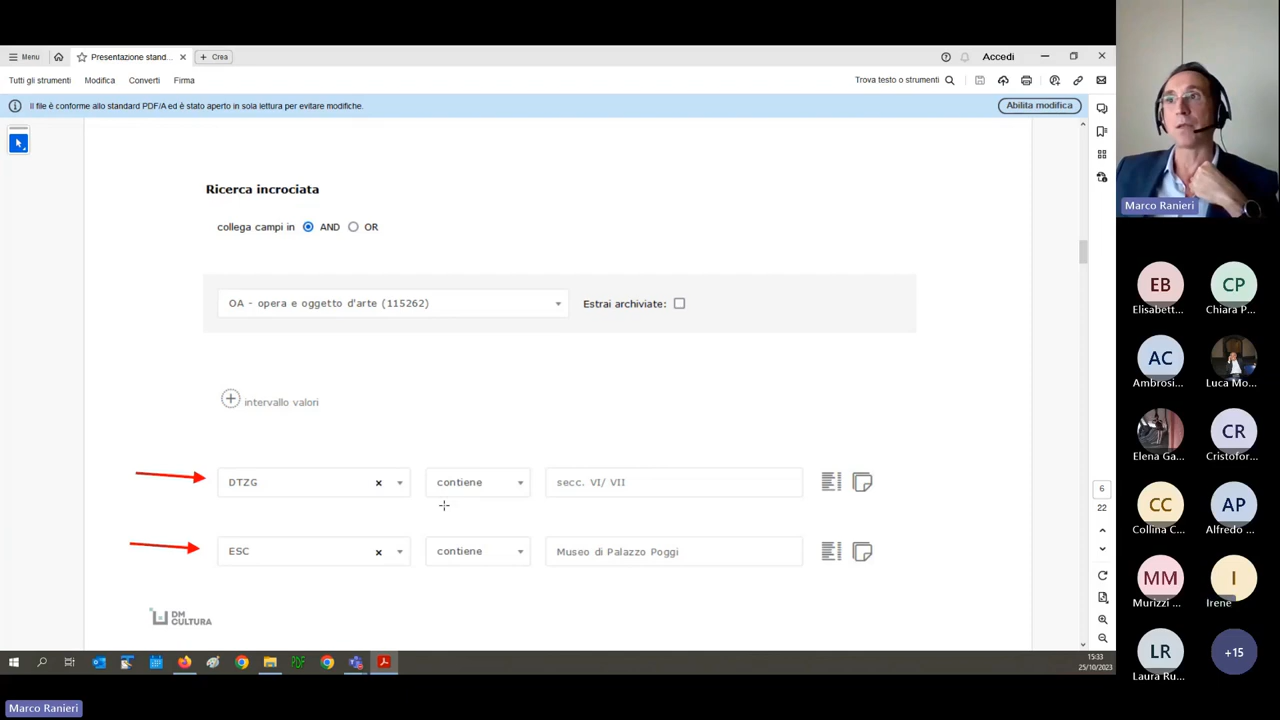 Menu
Presentazione stand...
Crea
Accedi
Tutti gli strumenti
Modifica
Converti
Firma
Trova testo o strumenti
Il file è conforme allo standard PDF/A ed è stato aperto in sola lettura per evitare modifiche.
Abilita modifica
Ricerca incrociata
collega campi in AND OR
OA - opera e oggetto d'arte (115262)
Estrai archiviate:
intervallo valori
DTZG
contiene
secc. VI/ VII
ESC
contiene
Museo di Palazzo Poggi
DM
CULTURA
6
22
15:33
25/10/2023
PDF
Marco Ranieri
Marco Ranieri
EB
Elisabett...
CP
Chiara P...
AC
Ambrosi...
Luca Mo...
Elena Ga...
CR
Cristofor...
CC
Collina C...
AP
Alfredo ...
MM
Murizzi ...
I
Irene
LR
Laura Ru...
+15